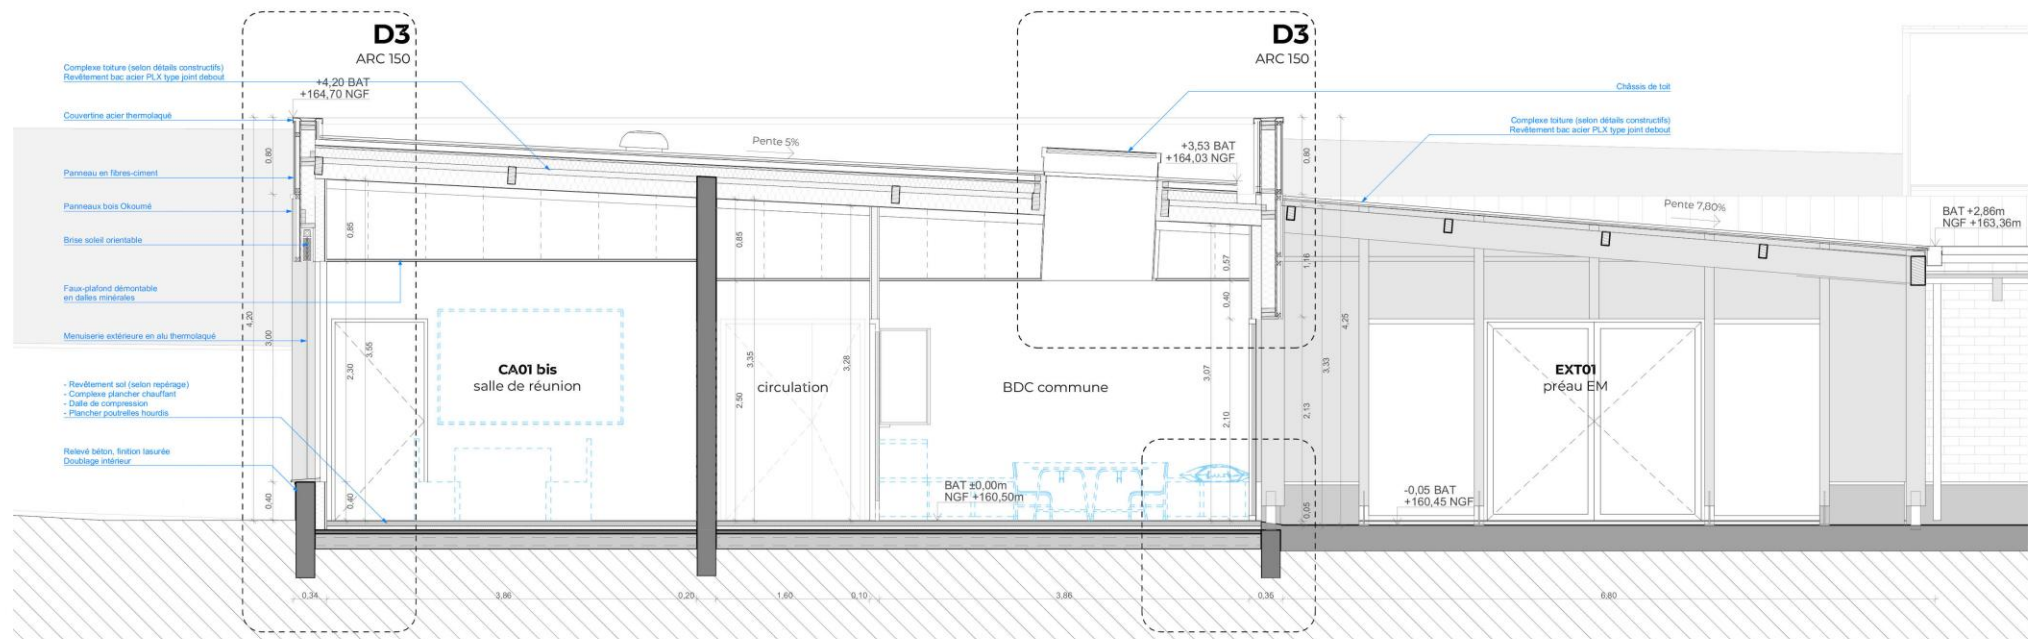 D3
ARC 150
D3
ARC 150
Complexe toiture (selon détails constructifs)
Revêtement bac acier PLX type joint debout
+4,20 BAT
+164,70 NGF
Couvertine acier thermolaqué
Panneau en fibres-ciment
Panneaux bois Okoumé
Brise soleil orientable
Faux-plafond démontable
en dalles minérales
Menuiserie extérieure en alu thermolaqué
- Revêtement sol (selon repérage)
- Complexe plancher chauffant
- Dalle de compression
- Plancher poutrelles hourdis
Relevé béton, finition lasurée
Doublage intérieur
Pente 5%
+3,53 BAT
+164,03 NGF
Châssis de toit
Complexe toiture (selon détails constructifs)
Revêtement bac acier PLX type joint debout
Pente 7,80%
BAT +2,86m
NGF +163,36m
0,80
4,20
3,00
0,40
0,85
2,30
3,55
0,40
CA01 bis
salle de réunion
0,85
2,50
3,35
3,28
circulation
BDC commune
BAT ±0,00m
NGF +160,50m
0,57
0,40
3,07
2,10
0,80
1,16
2,13
0,05
3,33
4,25
EXT01
préau EM
-0,05 BAT
+160,45 NGF
0,34
3,86
0,20
1,60
0,10
3,86
0,35
6,80